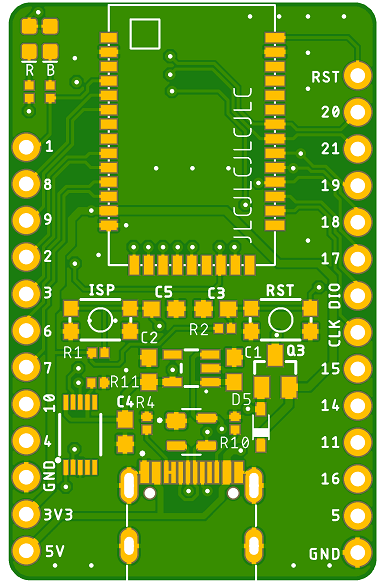 R B
RST
20
JLCJLCJLCJLC
1
21
8
19
9
18
2
17
3
DIO
ISP C5 C3 RST
6
CLK
R2
C2
R1 C1 Q3
7
15
R11
10
C4 R4 D5
14
4
R10
11
GND
16
3V3
5
5V
GND